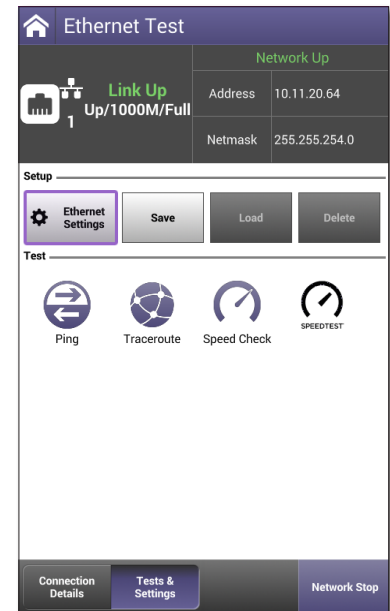 Ethernet Test
Network Up
Link Up
Up/1000M/Full
1
Address 10.11.20.64
Netmask 255.255.254.0
Setup
Ethernet
Settings
Save Load Delete
Test
Ping Traceroute Speed Check SPEEDTEST
Connection
Details
Tests &
Settings
Network Stop